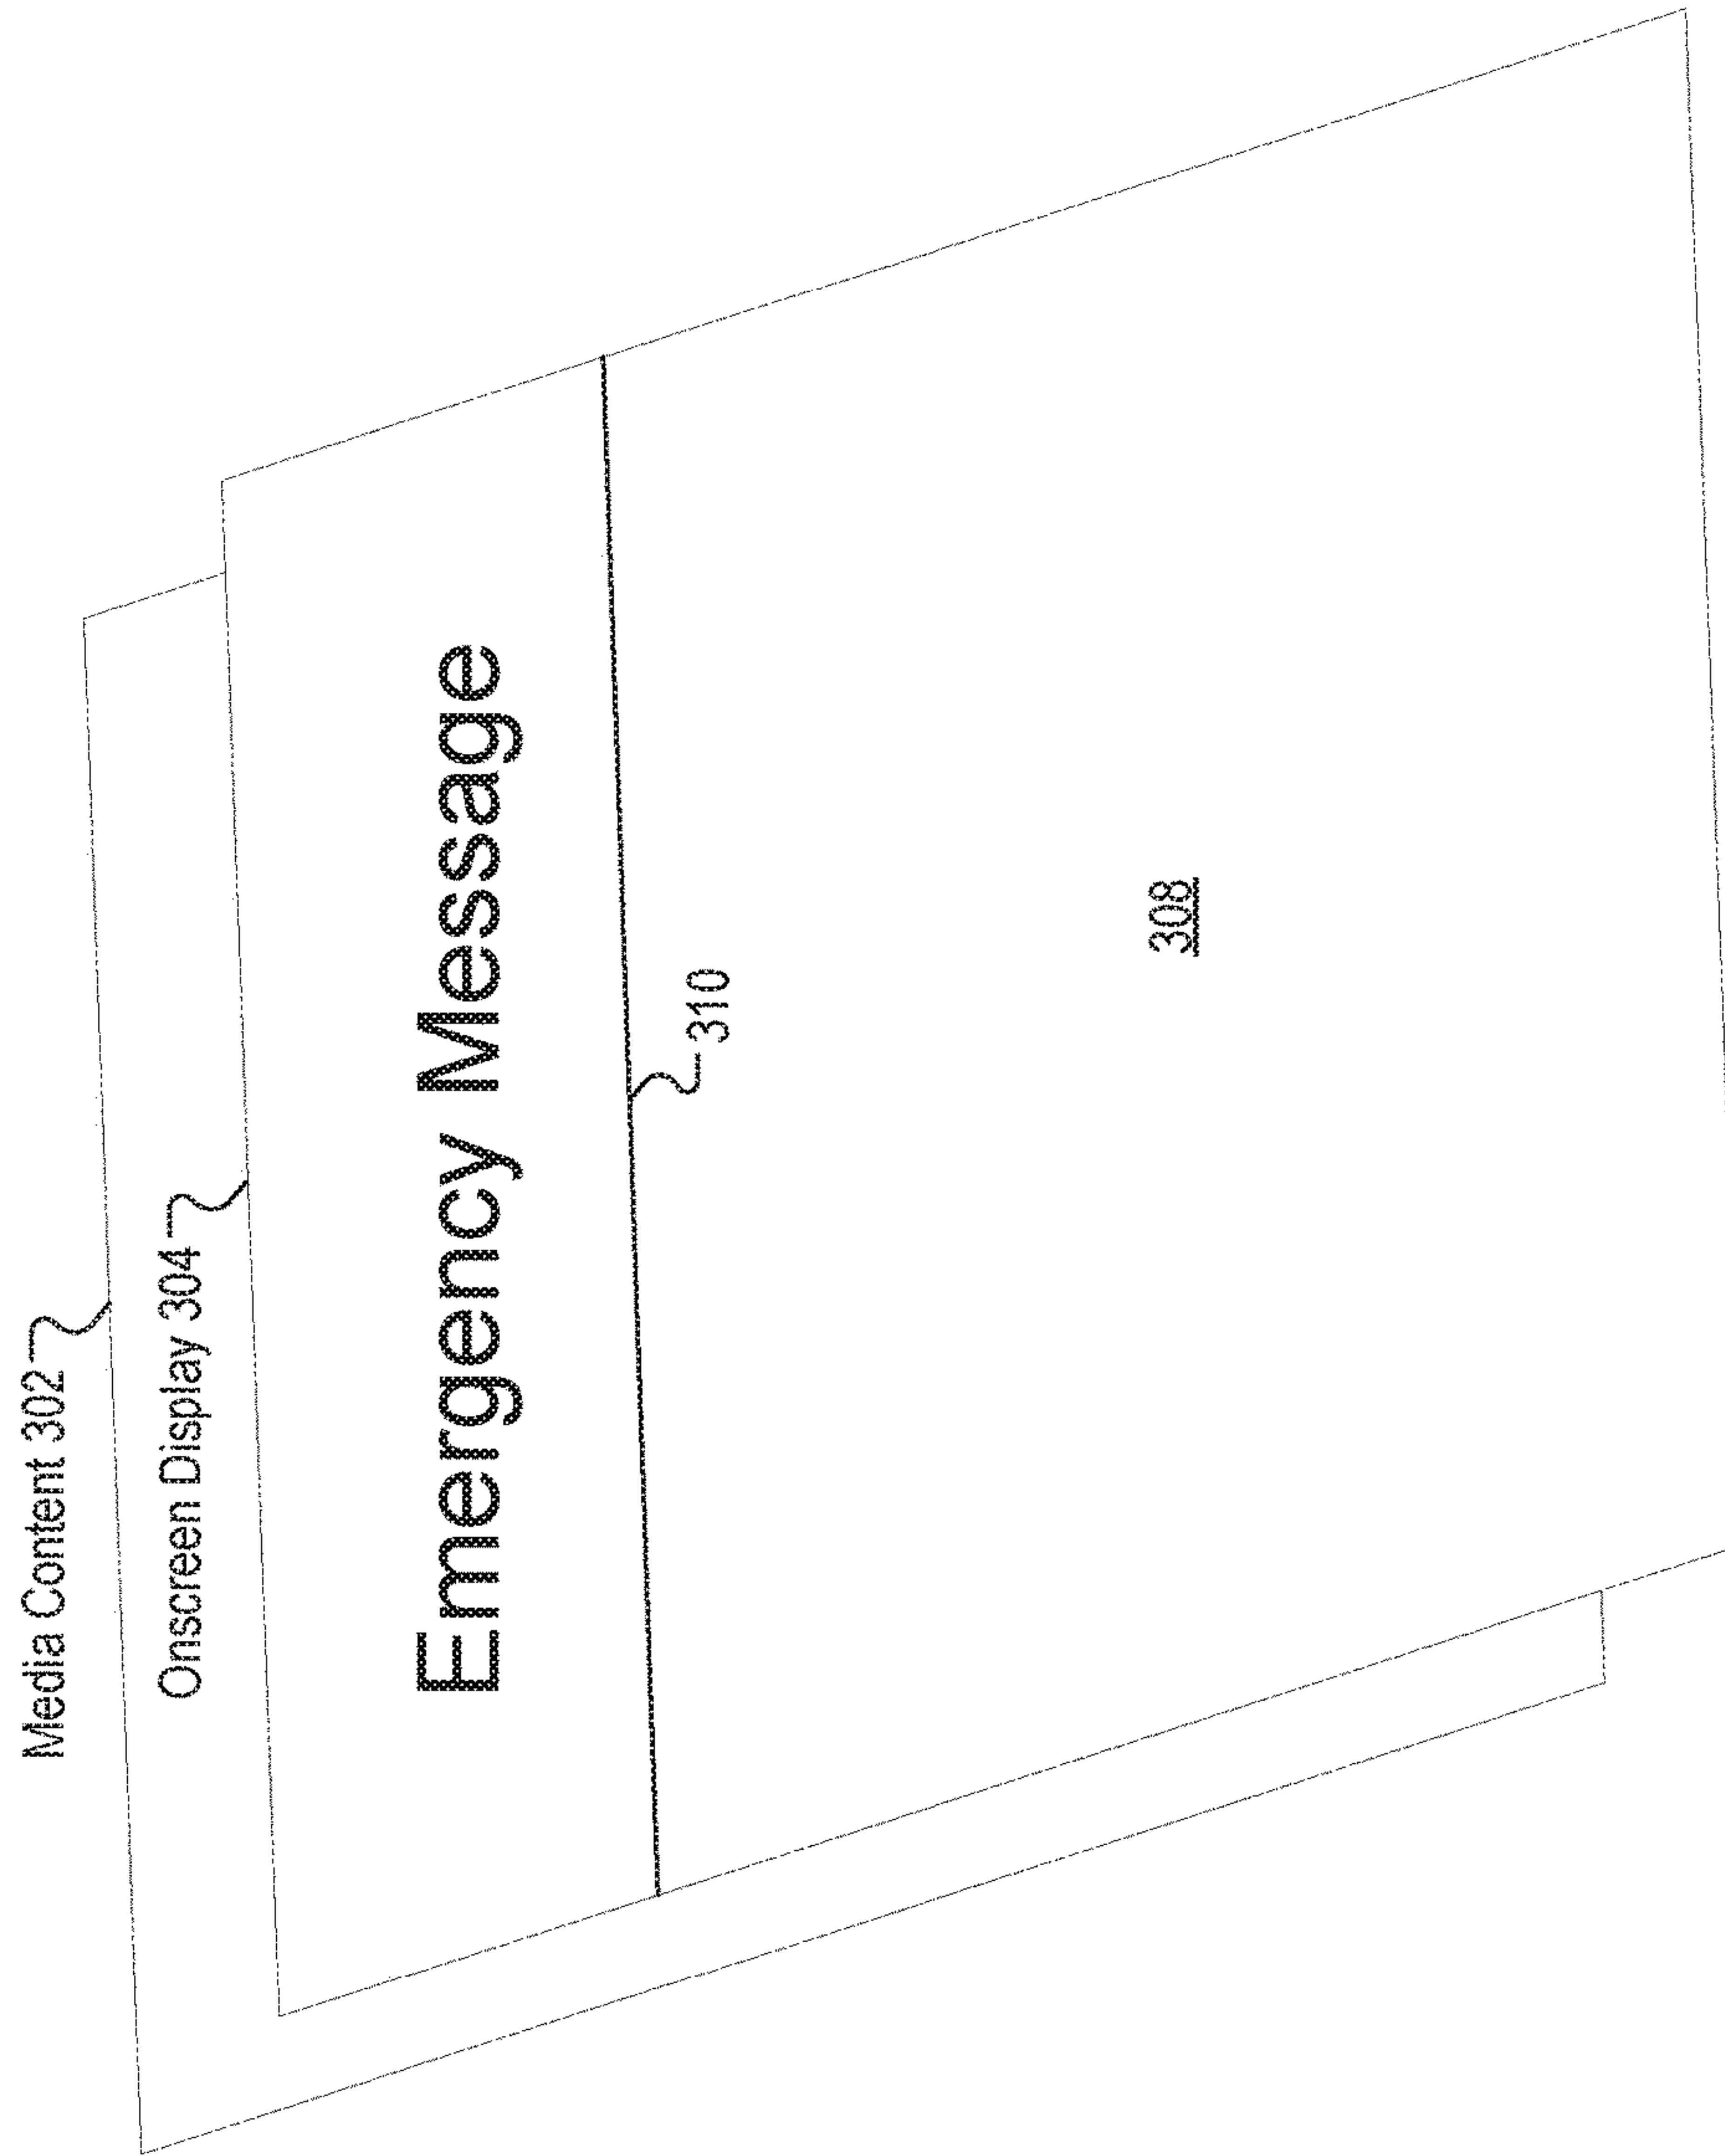 Media Content 302
Onscreen Display 304
Emergency Message
310
308